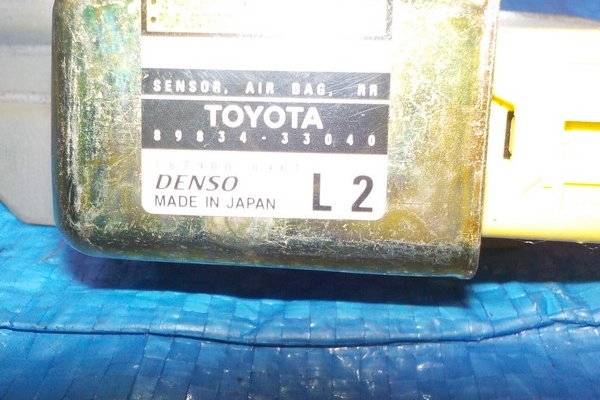 SENSOR, AIR BAG, RR
TOYOTA
89834-33040
DENSO
MADE IN JAPAN
L 2